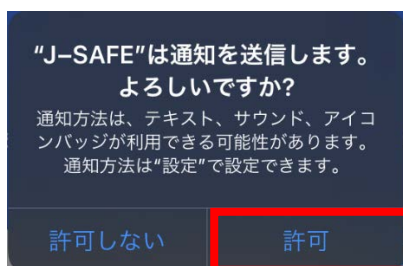 “J-SAFE”は通知を送信します。
よろしいですか?
通知方法は、テキスト、サウンド、アイコ
ンバッジが利用できる可能性があります。
通知方法は“設定”で設定できます。
許可しない
許可